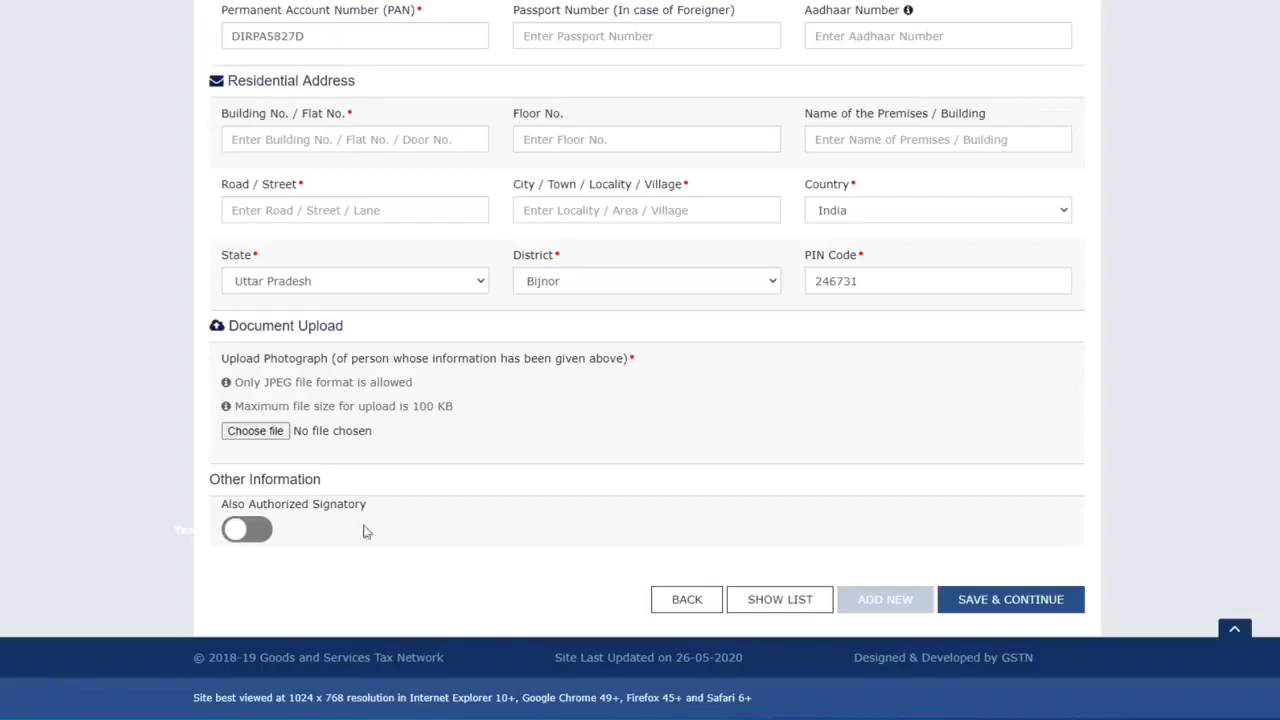 Permanent Account Number (PAN)* Passport Number (In case of Foreigner) Aadhaar Number
DIRPA5827D Enter Passport Number Enter Aadhaar Number
Residential Address
Building No. / Flat No.* Floor No. Name of the Premises / Building
Enter Building No. / Flat No. / Door No. Enter Floor No. Enter Name of Premises / Building
Road / Street* City / Town / Locality / Village* Country*
Enter Road / Street / Lane Enter Locality / Area / Village India
State* District* PIN Code*
Uttar Pradesh Bijnor 246731
Document Upload
Upload Photograph (of person whose information has been given above)*
Only JPEG file format is allowed
Maximum file size for upload is 100 KB
Choose file No file chosen
Other Information
Also Authorized Signatory
Yes
BACK SHOW LIST ADD NEW SAVE & CONTINUE
© 2018-19 Goods and Services Tax Network Site Last Updated on 26-05-2020 Designed & Developed by GSTN
Site best viewed at 1024 x 768 resolution in Internet Explorer 10+, Google Chrome 49+, Firefox 45+ and Safari 6+